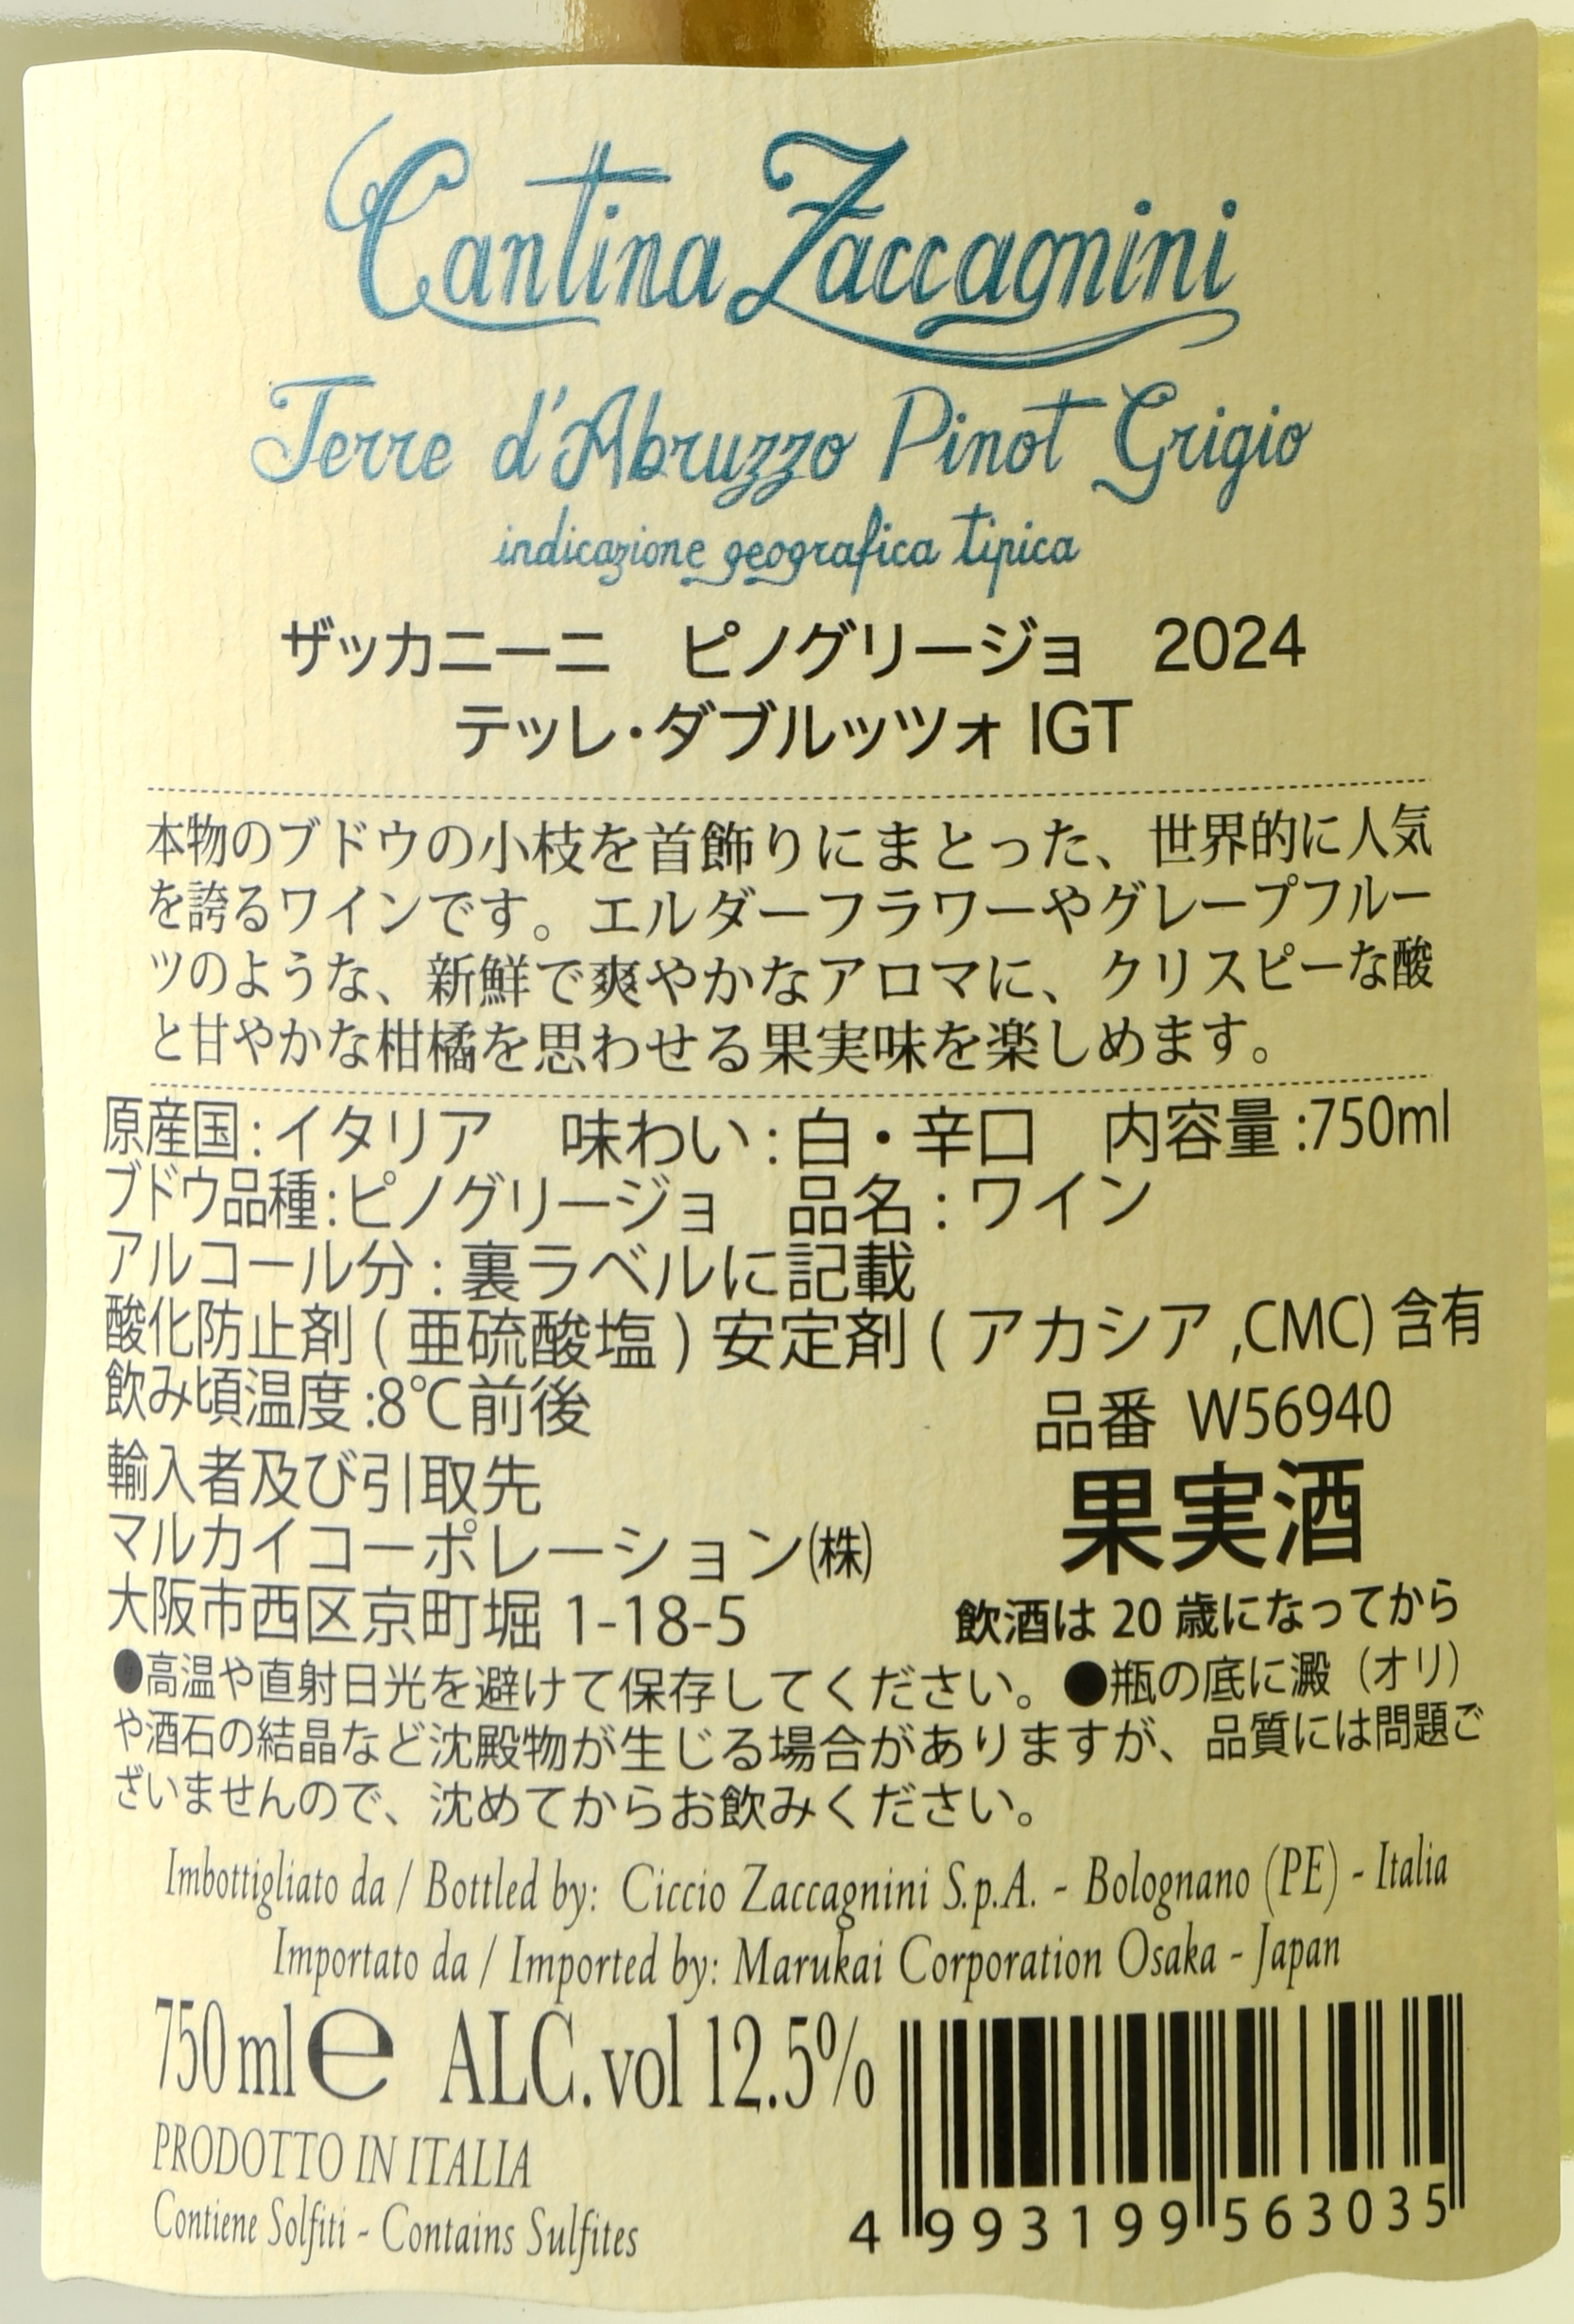 Cantina Zaccagnini
Terre d'Abruzzo Pinot Grigio
indicazione geografica tipica
ザッカニーニ　ピノグリージョ　2024
テッレ・ダブルッツォ IGT
本物のブドウの小枝を首飾りにまとった、世界的に人気
を誇るワインです。エルダーフラワーやグレープフルー
ツのような、新鮮で爽やかなアロマに、クリスピーな酸
と甘やかな柑橘を思わせる果実味を楽しめます。
原産国:イタリア　味わい:白・辛口　内容量:750ml
ブドウ品種:ピノグリージョ　品名:ワイン
アルコール分:裏ラベルに記載
酸化防止剤(亜硫酸塩)安定剤(アカシア,CMC)含有
飲み頃温度:8℃前後
品番 W56940
輸入者及び引取先
マルカイコーポレーション㈱
大阪市西区京町堀 1-18-5
果実酒
飲酒は 20 歳になってから
●高温や直射日光を避けて保存してください。●瓶の底に澱（オリ）
や酒石の結晶など沈殿物が生じる場合がありますが、品質には問題ご
ざいませんので、沈めてからお飲みください。
Imbottigliato da / Bottled by: Ciccio Zaccagnini S.p.A. - Bolognano (PE) - Italia
Importato da / Imported by: Marukai Corporation Osaka - Japan
750 ml e ALC. vol 12.5%
PRODOTTO IN ITALIA
Contiene Solfiti - Contains Sulfites
4 993199 563035